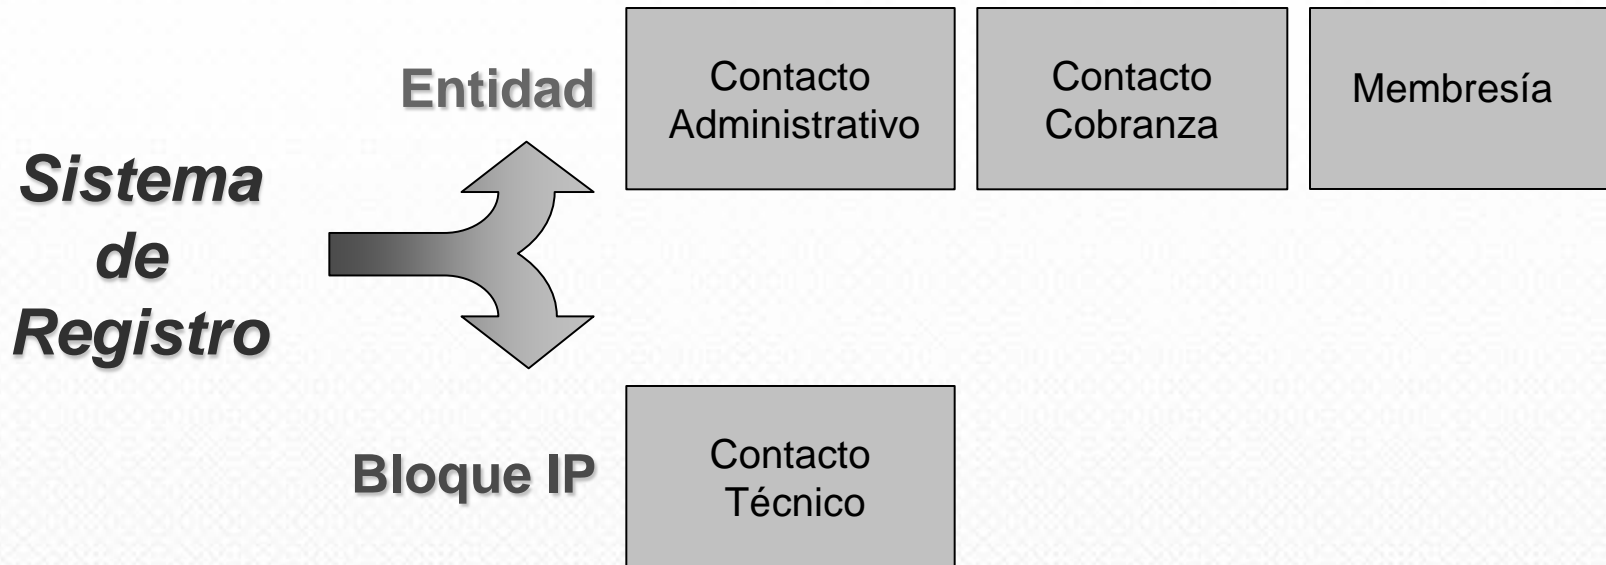 Sistema
de
Registro
Entidad
Contacto
Administrativo
Contacto
Cobranza
Membresía
Bloque IP
Contacto
Técnico